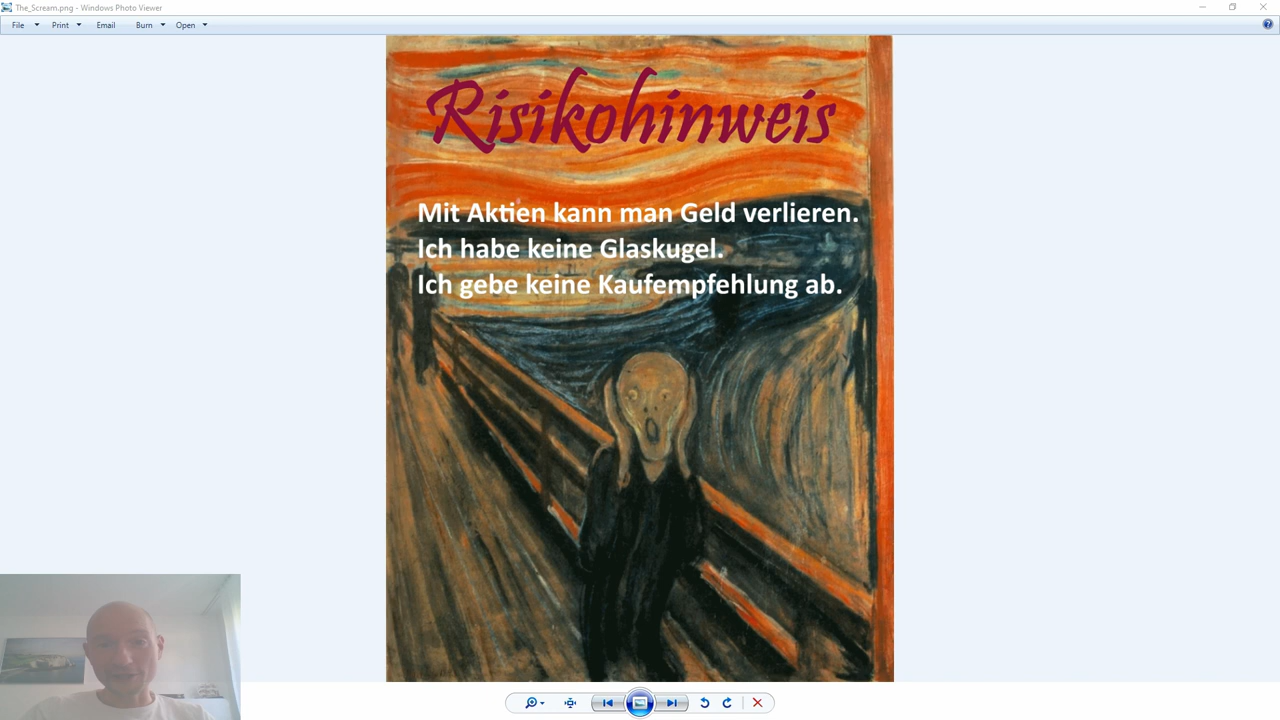 The_Scream.png - Windows Photo Viewer
File Print Email Burn Open
Risikohinweis
Mit Aktien kann man Geld verlieren.
Ich habe keine Glaskugel.
Ich gebe keine Kaufempfehlung ab.